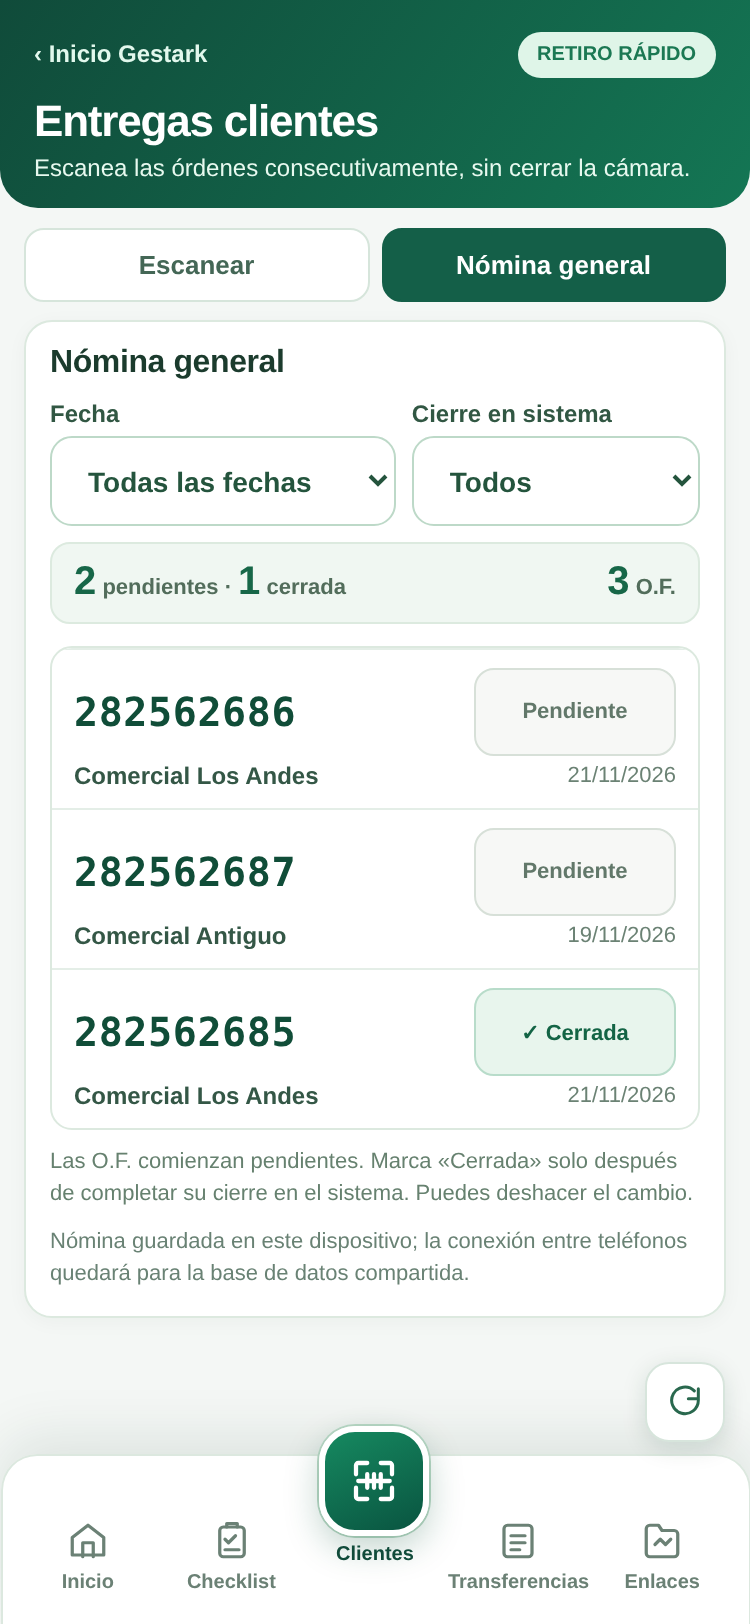 ‹ Inicio Gestark
RETIRO RÁPIDO
Entregas clientes
Escanea las órdenes consecutivamente, sin cerrar la cámara.
Escanear
Nómina general
Nómina general
Fecha
Cierre en sistema
Todas las fechas
Todos
2 pendientes · 1 cerrada
3 O.F.
282562686
Pendiente
Comercial Los Andes
21/11/2026
282562687
Pendiente
Comercial Antiguo
19/11/2026
282562685
✓ Cerrada
Comercial Los Andes
21/11/2026
Las O.F. comienzan pendientes. Marca «Cerrada» solo después
de completar su cierre en el sistema. Puedes deshacer el cambio.
Nómina guardada en este dispositivo; la conexión entre teléfonos
quedará para la base de datos compartida.
Inicio
Checklist
Clientes
Transferencias
Enlaces